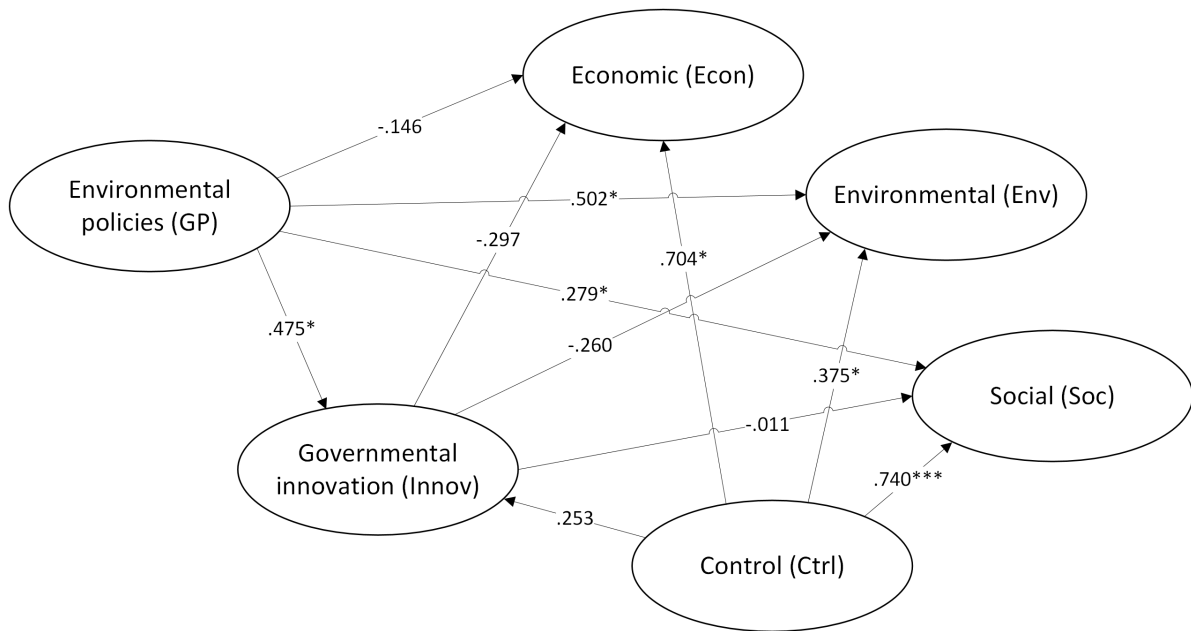 Economic (Econ)
-.146
Environmental
policies (GP)
.502*
Environmental (Env)
-.297
.704*
.279*
.475*
-.260
.375*
Social (Soc)
-.011
Governmental
innovation (Innov)
.740***
.253
Control (Ctrl)